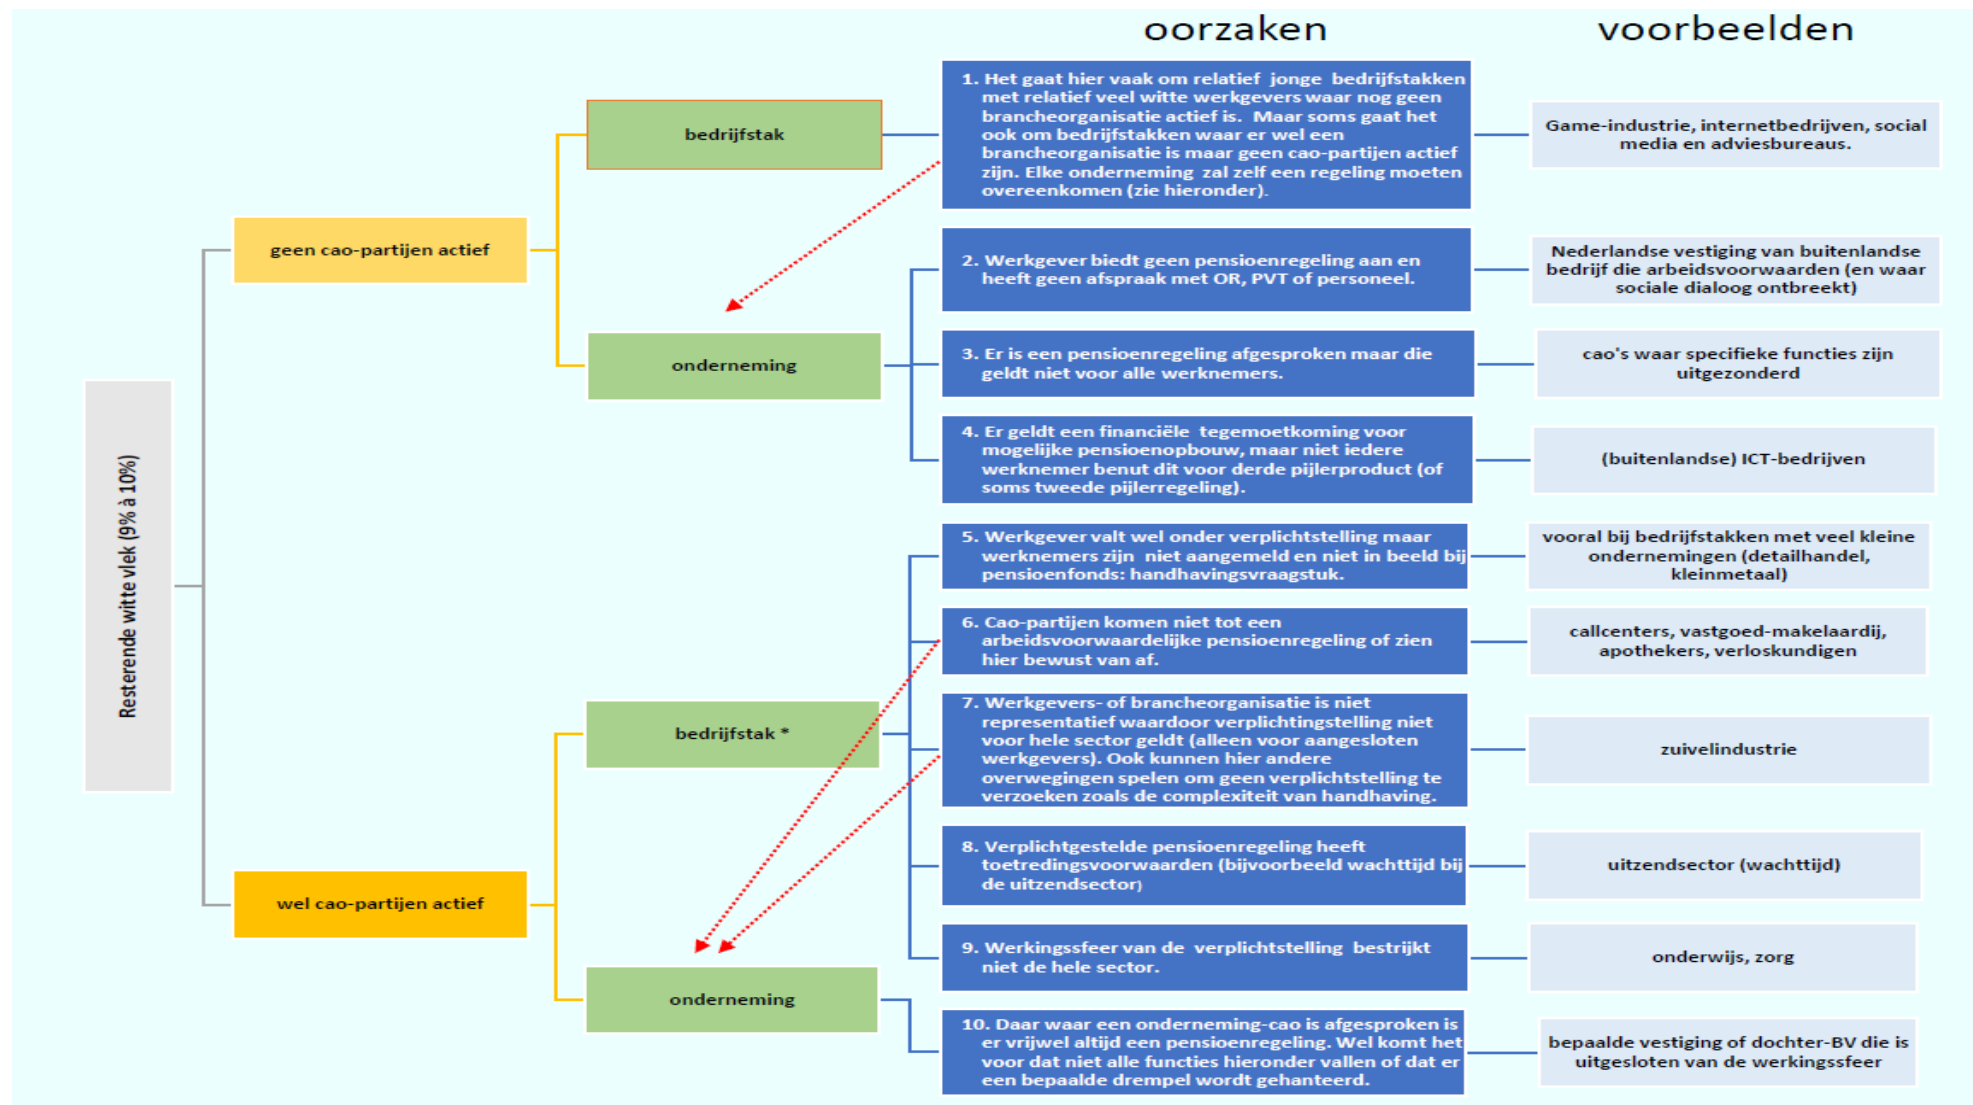 oorzaken
voorbeelden
Resterende witte vlek (9% à 10%)
geen cao-partijen actief
bedrijfstak
1. Het gaat hier vaak om relatief jonge bedrijfstakken
met relatief veel witte werkgevers waar nog geen
brancheorganisatie actief is. Maar soms gaat het
ook om bedrijfstakken waar er wel een
brancheorganisatie is maar geen cao-partijen actief
zijn. Elke onderneming zal zelf een regeling moeten
overeenkomen (zie hieronder).
Game-industrie, internetbedrijven, social
media en adviesbureaus.
onderneming
2. Werkgever biedt geen pensioenregeling aan en
heeft geen afspraak met OR, PVT of personeel.
Nederlandse vestiging van buitenlandse
bedrijf die arbeidsvoorwaarden (en waar
sociale dialoog ontbreekt)
3. Er is een pensioenregeling afgesproken maar die
geldt niet voor alle werknemers.
cao's waar specifieke functies zijn
uitgezonderd
4. Er geldt een financiële tegemoetkoming voor
mogelijke pensioenopbouw, maar niet iedere
werknemer benut dit voor derde pijlerproduct (of
soms tweede pijlerregeling).
(buitenlandse) ICT-bedrijven
wel cao-partijen actief
bedrijfstak *
5. Werkgever valt wel onder verplichtstelling maar
werknemers zijn niet aangemeld en niet in beeld bij
pensioenfonds: handhavingsvraagstuk.
vooral bij bedrijfstakken met veel kleine
ondernemingen (detailhandel,
kleinmetaal)
6. Cao-partijen komen niet tot een
arbeidsvoorwaardelijke pensioenregeling of zien
hier bewust van af.
callcenters, vastgoed-makelaardij,
apothekers, verloskundigen
7. Werkgevers- of brancheorganisatie is niet
representatief waardoor verplichtingstelling niet
voor hele sector geldt (alleen voor aangesloten
werkgevers). Ook kunnen hier andere
overwegingen spelen om geen verplichtstelling te
verzoeken zoals de complexiteit van handhaving.
zuivelindustrie
8. Verplichtgestelde pensioenregeling heeft
toetredingsvoorwaarden (bijvoorbeeld wachttijd bij
de uitzendsector)
uitzendsector (wachttijd)
9. Werkingssfeer van de verplichtstelling bestrijkt
niet de hele sector.
onderwijs, zorg
onderneming
10. Daar waar een onderneming-cao is afgesproken is
er vrijwel altijd een pensioenregeling. Wel komt het
voor dat niet alle functies hieronder vallen of dat er
een bepaalde drempel wordt gehanteerd.
bepaalde vestiging of dochter-BV die is
uitgesloten van de werkingssfeer